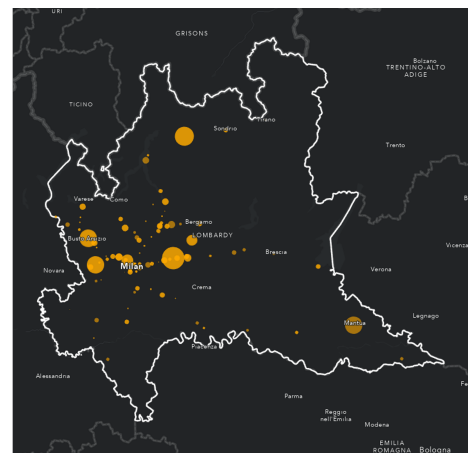 URI
GRISONS
Bolzano
TRENTINO-ALTO
ADIGE
TICINO
Sondrio
Tirano
Trento
Varese
Como
Bergamo
LOMBARDY
Busto Arsizio
Vicenza
Brescia
Milan
Novara
Verona
Crema
Legnago
Mantua
Piacenza
Alessandria
Parma
Reggio
nell'Emilia
Modena
EMILIA
ROMAGNA
Bologna